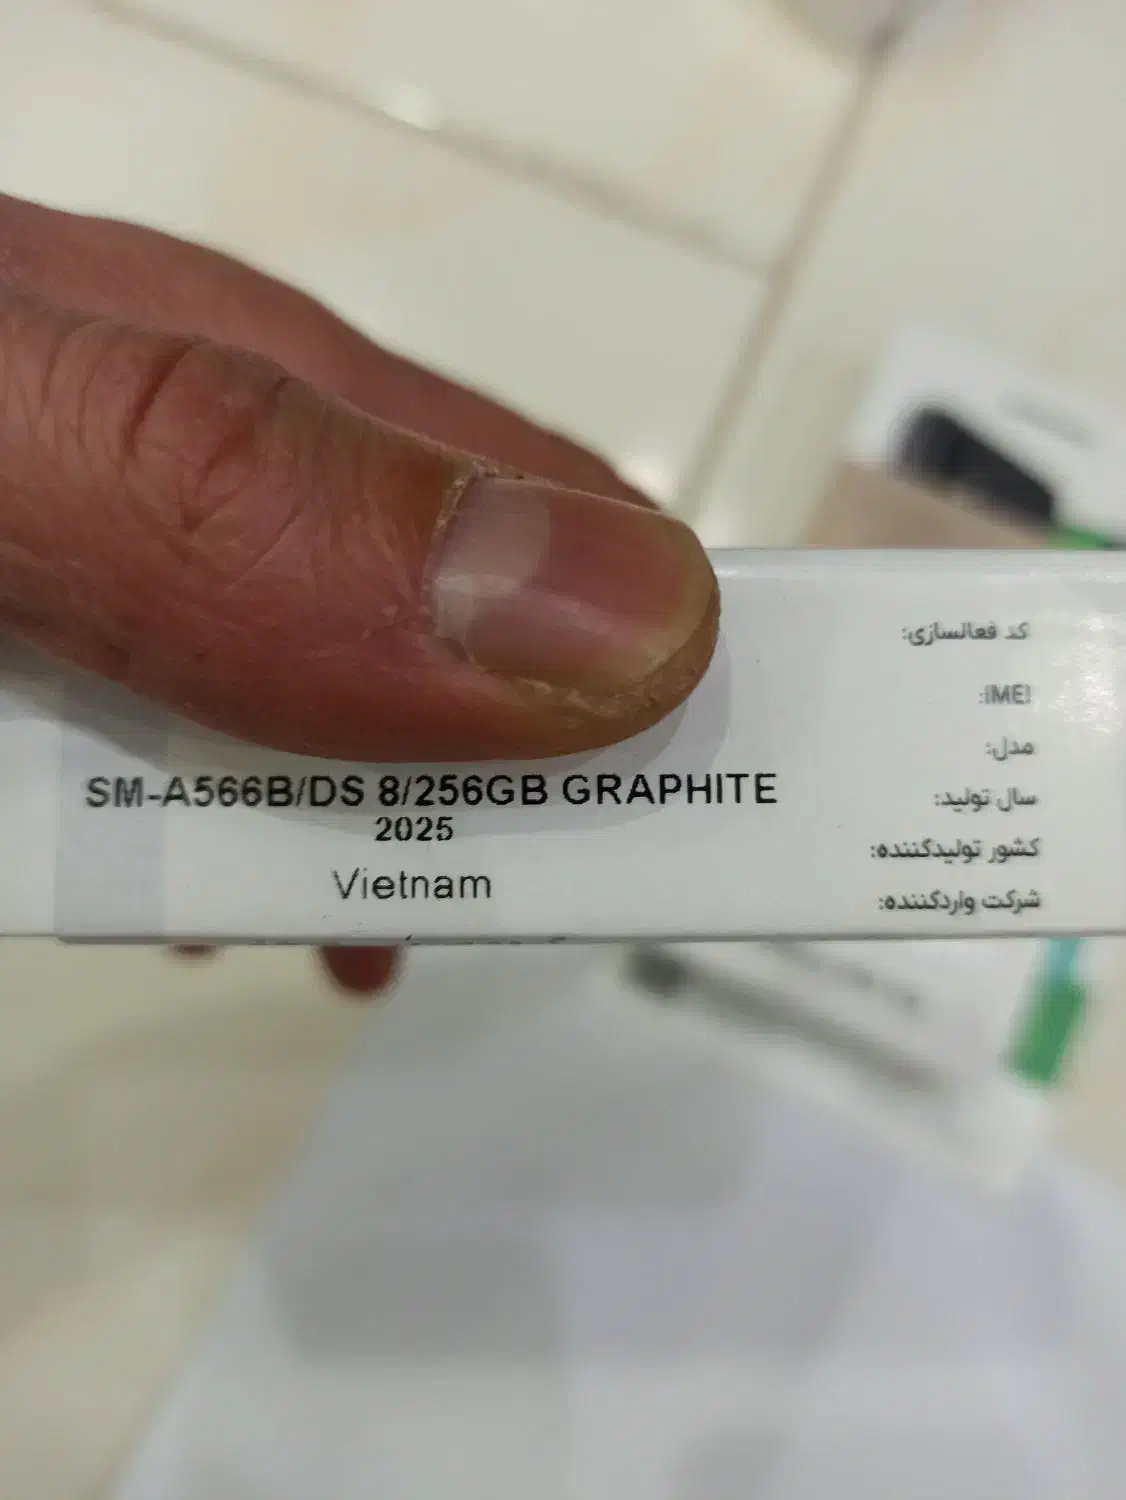 کد فعالسازی:
IMEI:
مدل:
SM-A566B/DS 8/256GB GRAPHITE
سال تولید:
2025
کشور تولیدکننده:
Vietnam
شرکت واردکننده: